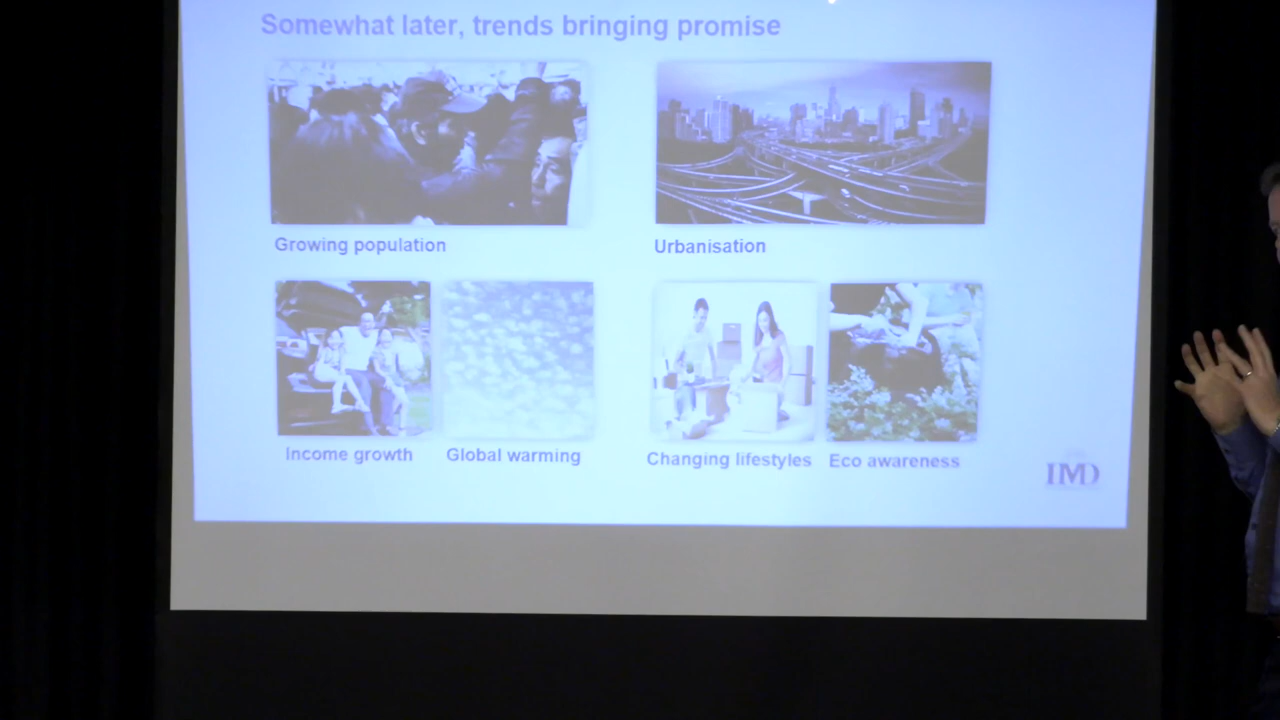 Somewhat later, trends bringing promise
Growing population
Urbanisation
Income growth
Global warming
Changing lifestyles
Eco awareness
IMD